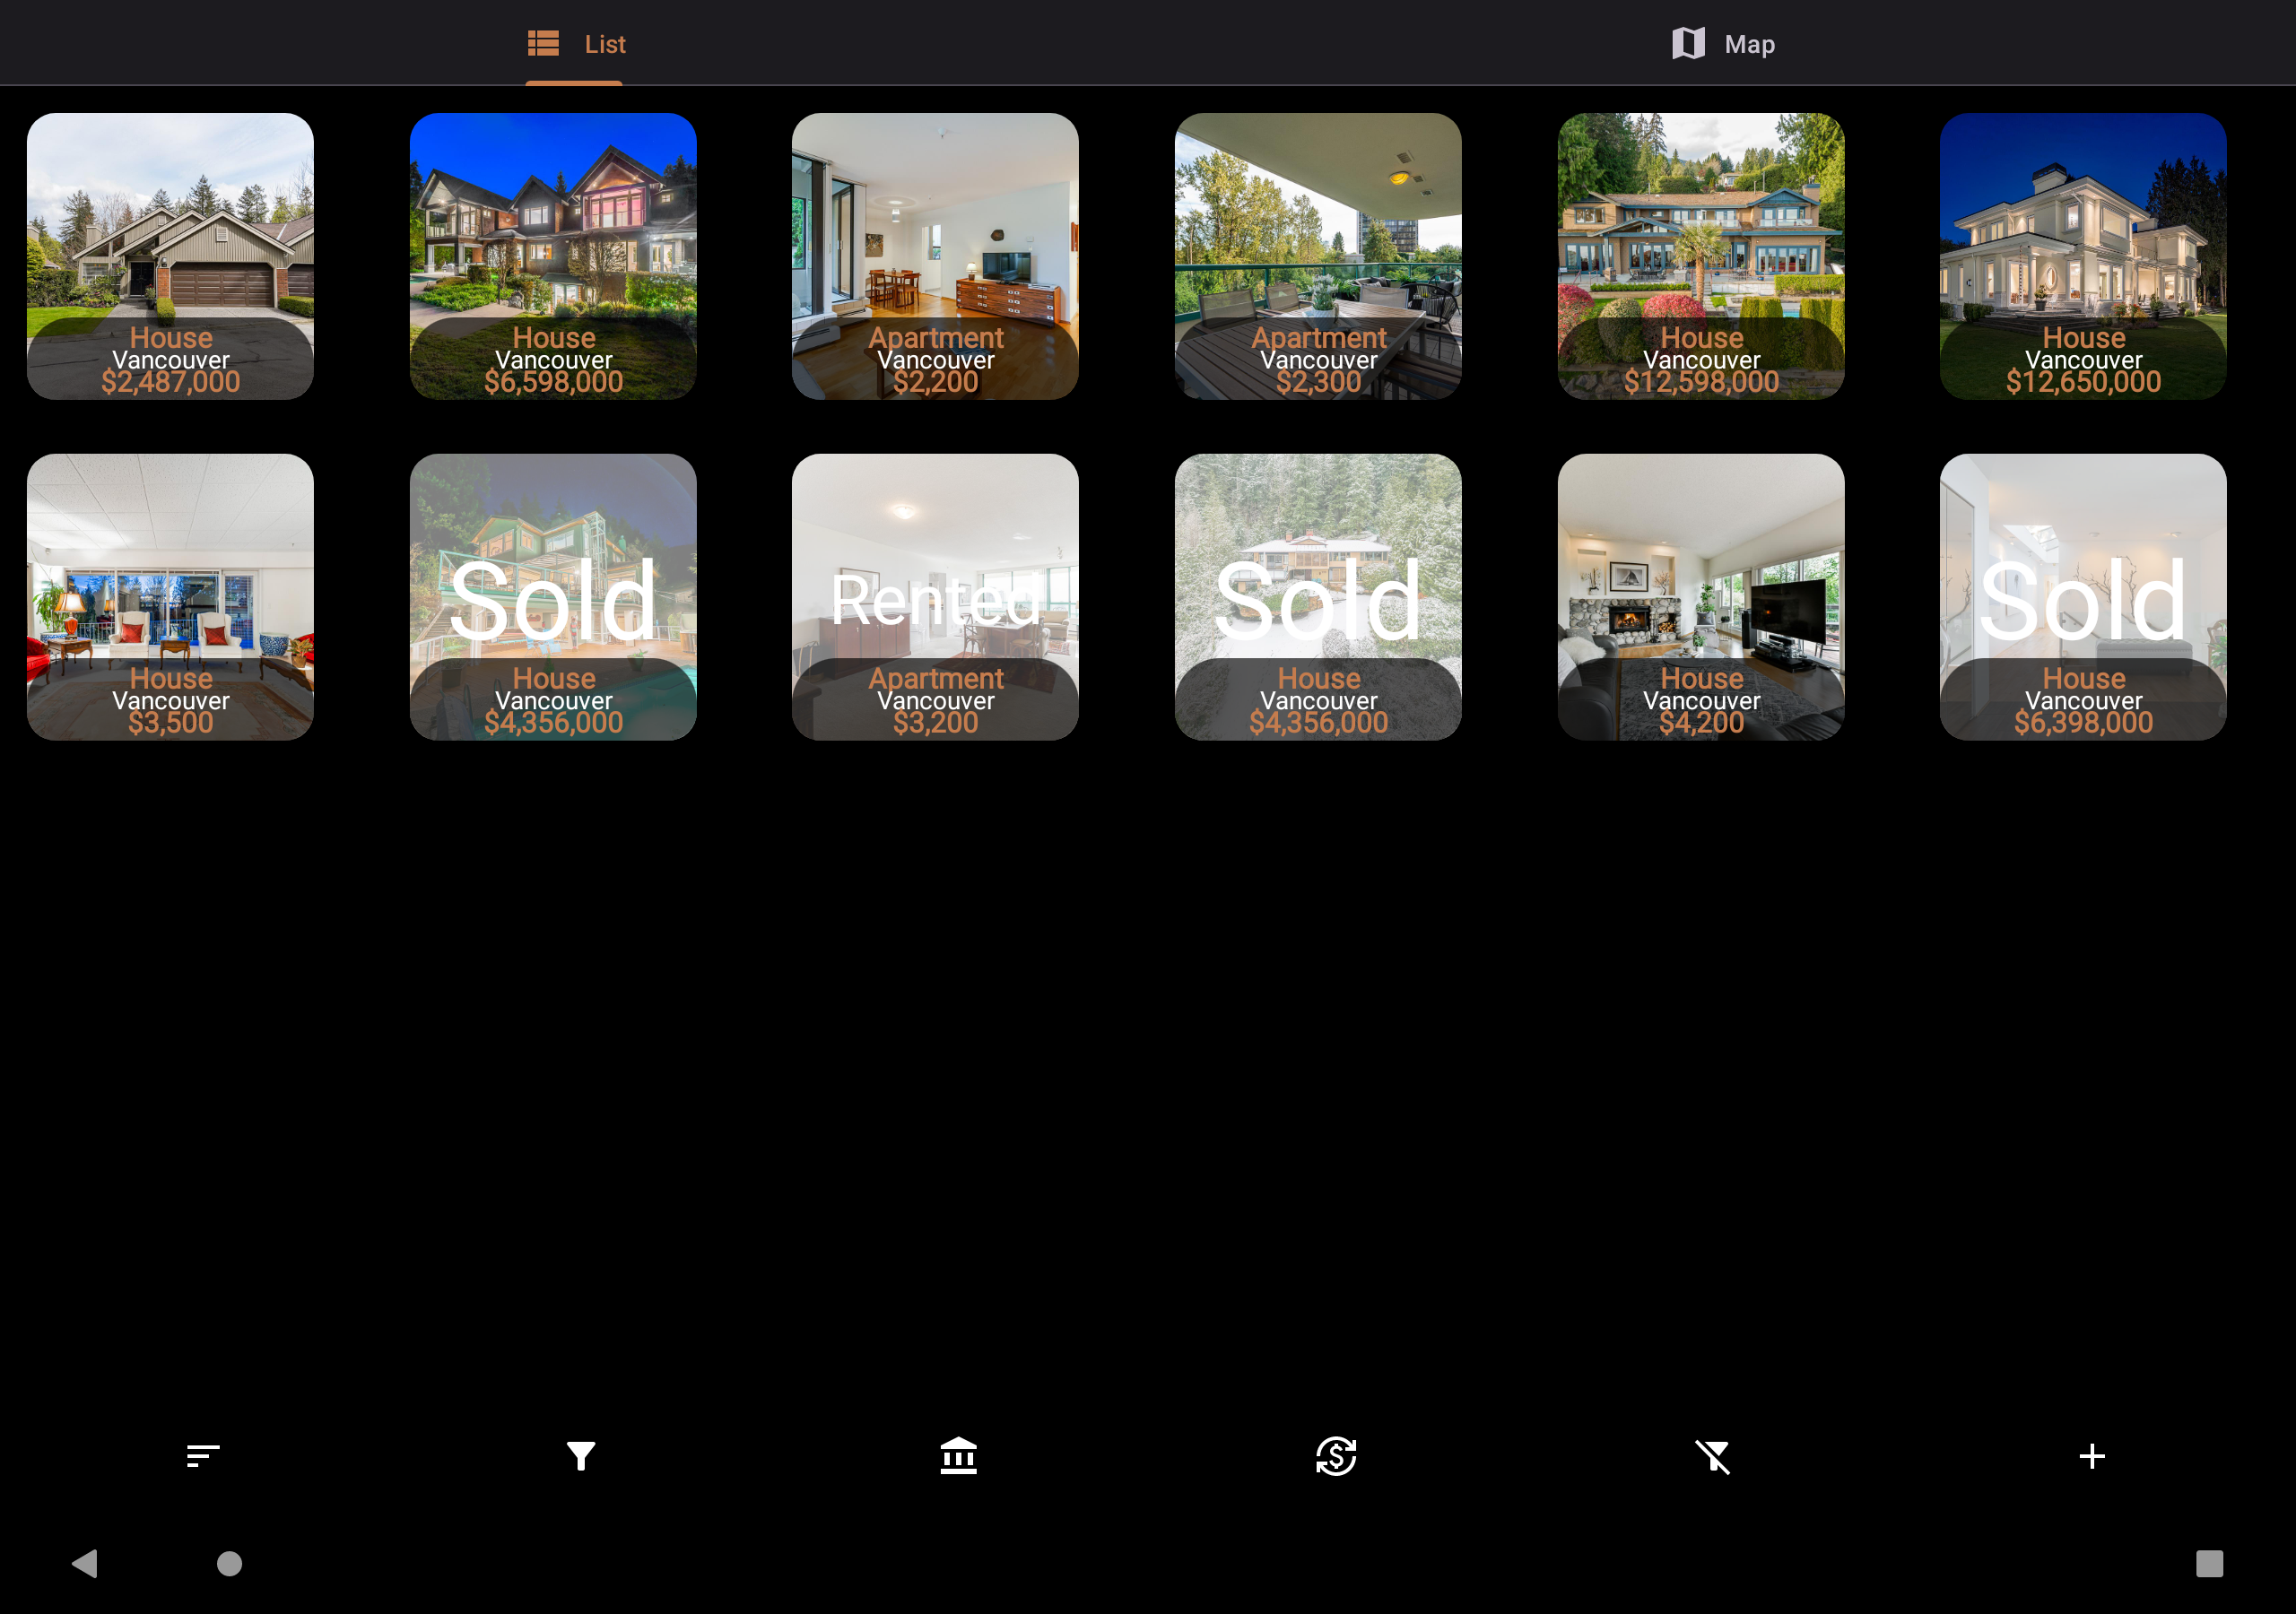 List
Map
House
Vancouver
$2,487,000
House
Vancouver
$6,598,000
Apartment
Vancouver
$2,200
Apartment
Vancouver
$2,300
House
Vancouver
$12,598,000
House
Vancouver
$12,650,000
House
Vancouver
$3,500
Sold
House
Vancouver
$4,356,000
Rented
Apartment
Vancouver
$3,200
Sold
House
Vancouver
$4,356,000
House
Vancouver
$4,200
Sold
House
Vancouver
$6,398,000